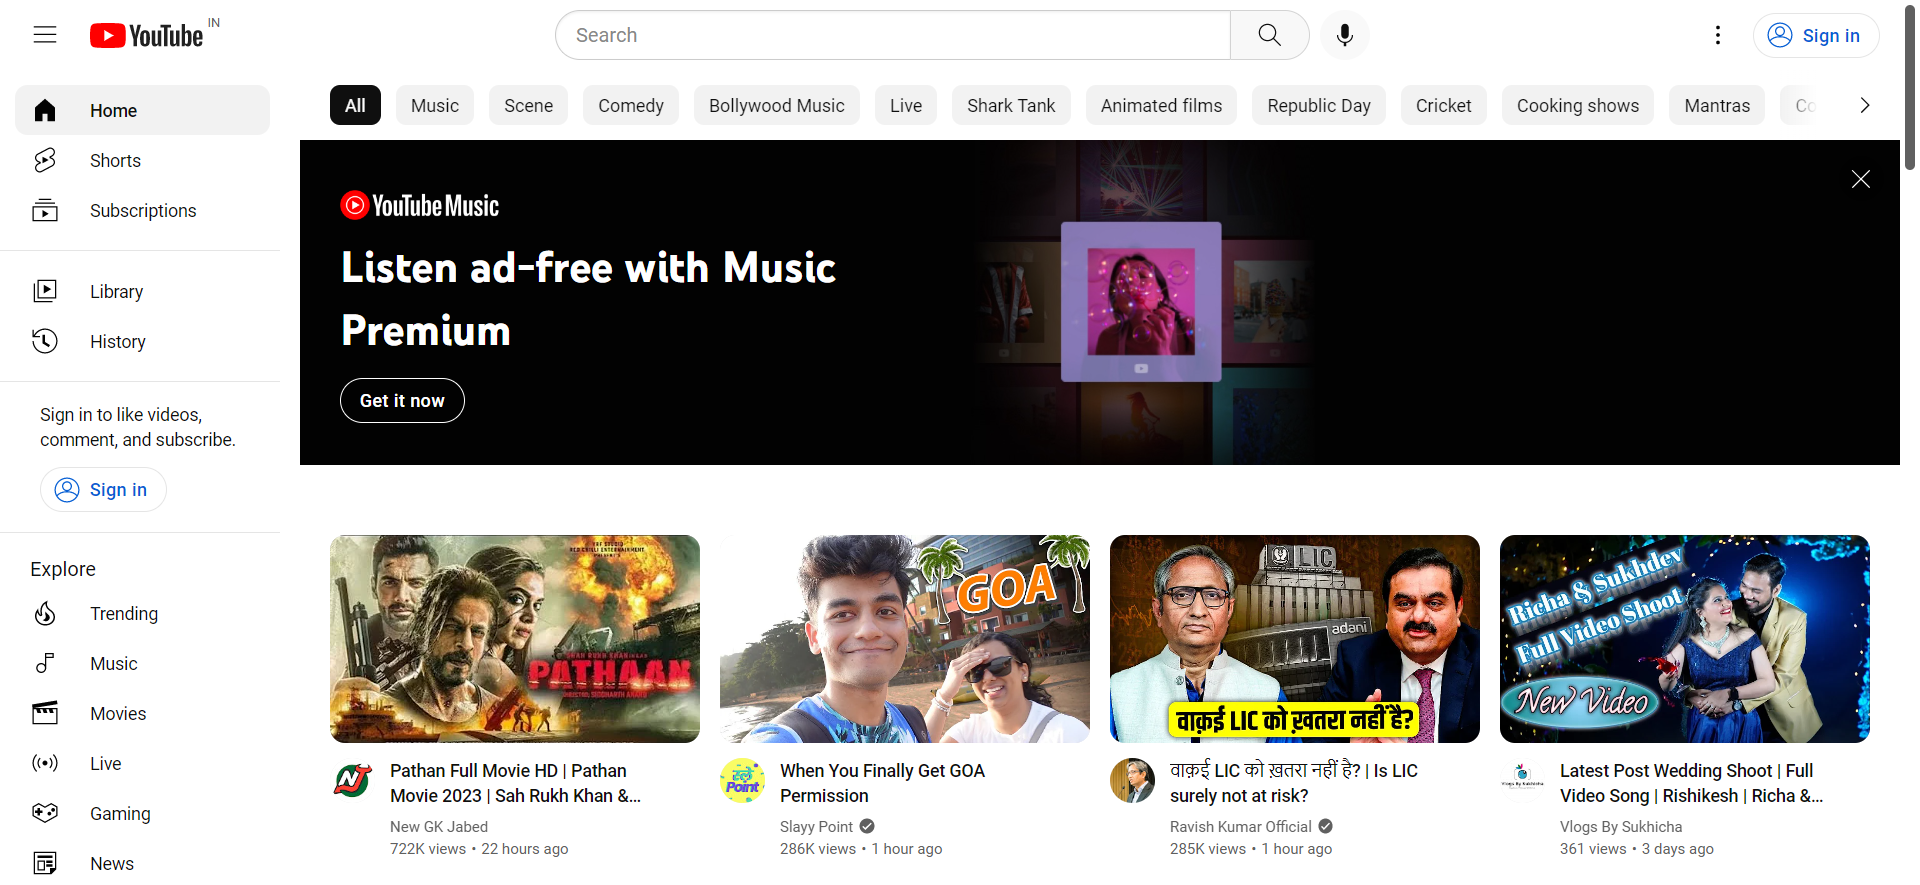 YouTube IN
Search
Sign in
Home
Shorts
Subscriptions
Library
History
Sign in to like videos,
comment, and subscribe.
Sign in
Explore
Trending
Music
Movies
Live
Gaming
News
All Music Scene Comedy Bollywood Music Live Shark Tank Animated films Republic Day Cricket Cooking shows Mantras
YouTube Music
Listen ad-free with Music
Premium
Get it now
YRF STUDIO
RED CHILLI ENTERTAINMENT
PATHAAN
Pathan Full Movie HD | Pathan
Movie 2023 | Sah Rukh Khan &...
New GK Jabed
722K views • 22 hours ago
GOA
When You Finally Get GOA
Permission
Slayy Point
286K views • 1 hour ago
LIC
adani
वाक़ई LIC को ख़तरा नहीं है?
वाक़ई LIC को ख़तरा नहीं है? | Is LIC
surely not at risk?
Ravish Kumar Official
285K views • 1 hour ago
Richa & Sukhdev
Full Video Shoot
New Video
Latest Post Wedding Shoot | Full
Video Song | Rishikesh | Richa &...
Vlogs By Sukhicha
361 views • 3 days ago